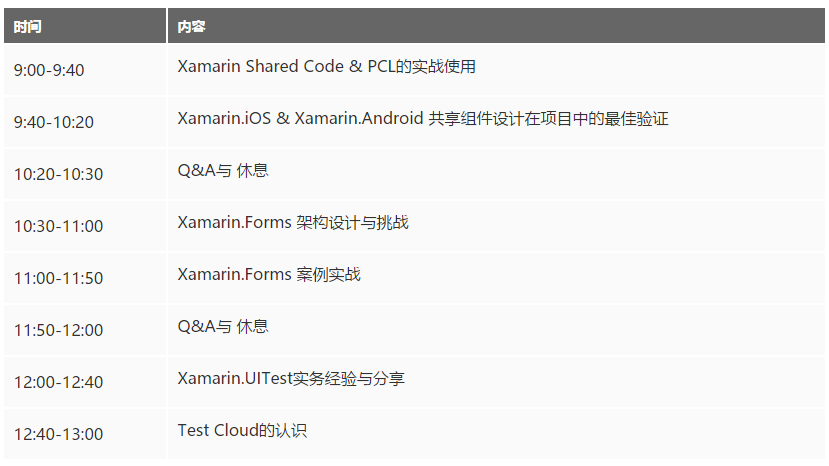 时间 内容
9:00-9:40 Xamarin Shared Code & PCL的实战使用
9:40-10:20 Xamarin.iOS & Xamarin.Android 共享组件设计在项目中的最佳验证
10:20-10:30 Q&A与 休息
10:30-11:00 Xamarin.Forms 架构设计与挑战
11:00-11:50 Xamarin.Forms 案例实战
11:50-12:00 Q&A与 休息
12:00-12:40 Xamarin.UITest实务经验与分享
12:40-13:00 Test Cloud的认识